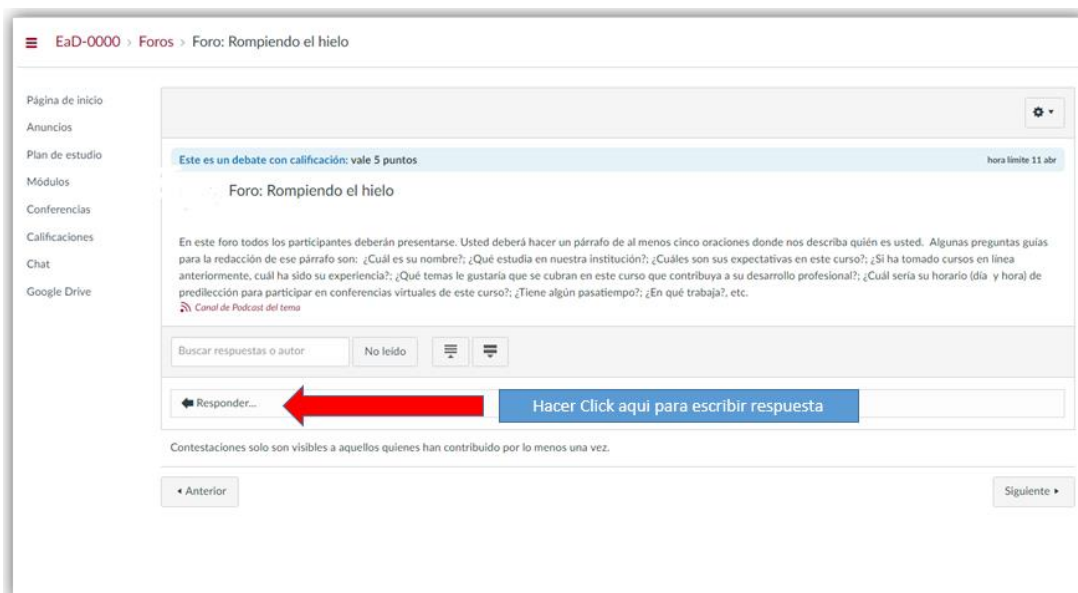 EaD-0000 > Foros > Foro: Rompiendo el hielo
Página de inicio
Anuncios
Plan de estudio
Módulos
Conferencias
Calificaciones
Chat
Google Drive
Este es un debate con calificación: vale 5 puntos
hora límite 11 abr
Foro: Rompiendo el hielo
En este foro todos los participantes deberán presentarse. Usted deberá hacer un párrafo de al menos cinco oraciones donde nos describa quién es usted. Algunas preguntas guías
para la redacción de ese párrafo son: ¿Cuál es su nombre?; ¿Qué estudia en nuestra institución?; ¿Cuáles son sus expectativas en este curso?; ¿Si ha tomado cursos en línea
anteriormente, cuál ha sido su experiencia?; ¿Qué temas le gustaría que se cubran en este curso que contribuya a su desarrollo profesional?; ¿Cuál sería su horario (día y hora) de
predilección para participar en conferencias virtuales de este curso?; ¿Tiene algún pasatiempo?; ¿En qué trabaja?, etc.
Canal de Podcast del tema
Buscar respuestas o autor
No leído
Responder...
Hacer Click aqui para escribir respuesta
Contestaciones solo son visibles a aquellos quienes han contribuido por lo menos una vez.
Anterior
Siguiente